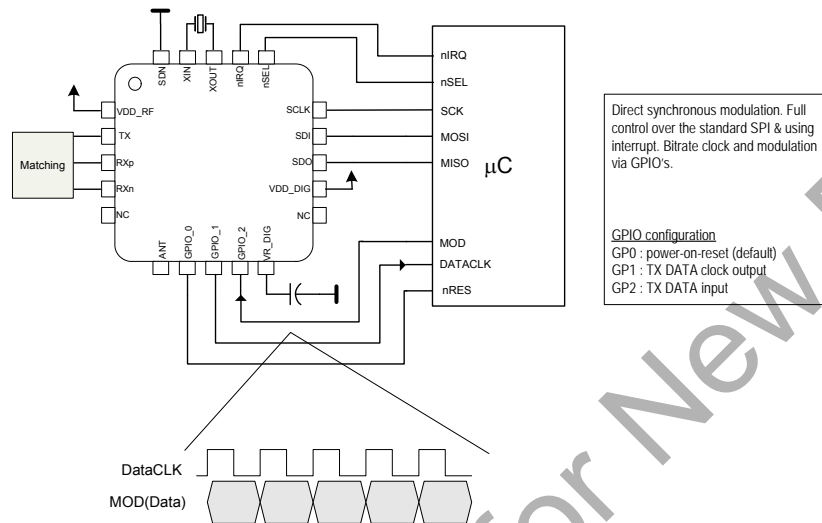 SDN
XIN
XOUT
nIRQ
nSEL
VDD_RF
TX
RXp
RXn
NC
Matching
SCLK
SDI
SDO
VDD_DIG
NC
ANT
GPIO_0
GPIO_1
GPIO_2
VR_DIG
nIRQ
nSEL
SCK
MOSI
MISO
μC
MOD
DATACLK
nRES
Direct synchronous modulation. Full
control over the standard SPI & using
interrupt. Bitrate clock and modulation
via GPIO's.
GPIO configuration
GP0 : power-on-reset (default)
GP1 : TX DATA clock output
GP2 : TX DATA input
DataCLK
MOD(Data)
for New